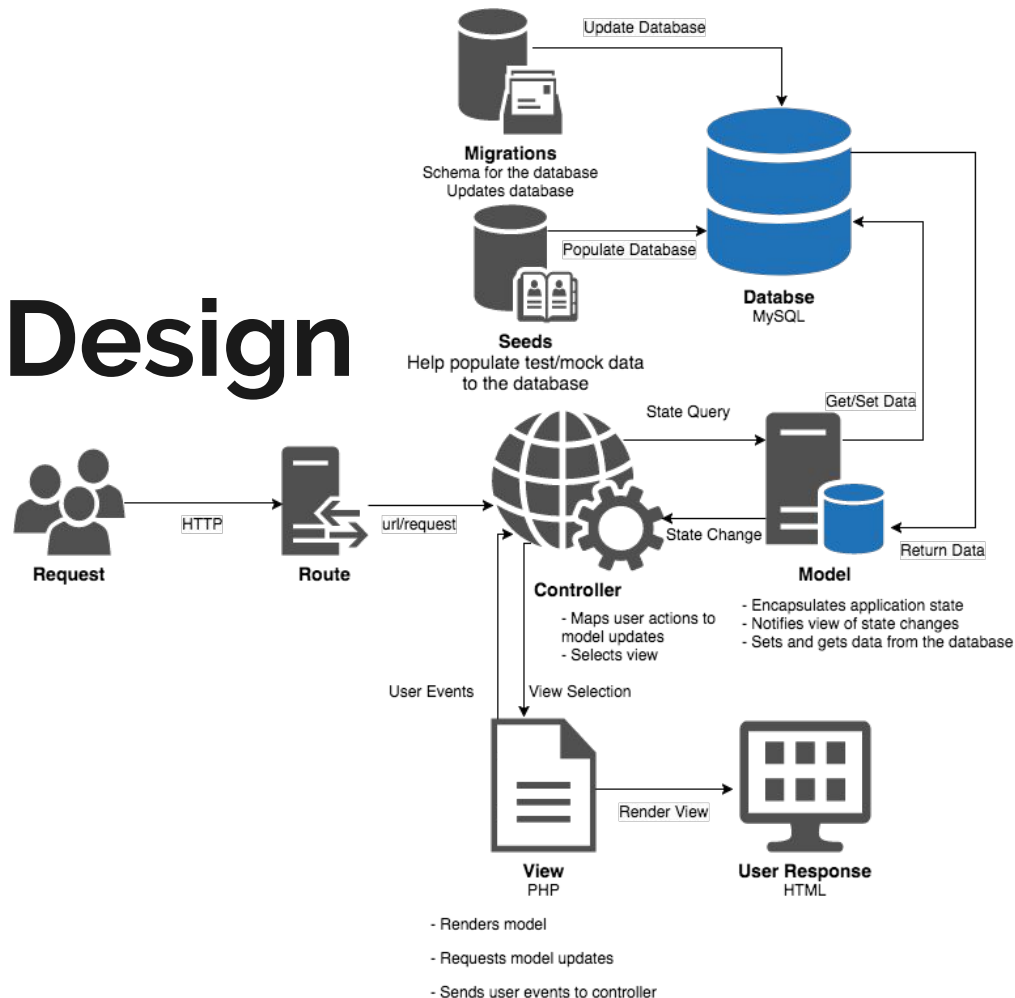 Update Database
Migrations
Schema for the database
Updates database
Populate Database
Databse
MySQL
Seeds
Help populate test/mock data
to the database
Design
State Query
Get/Set Data
HTTP
url/request
State Change
Return Data
Request
Route
Controller
- Maps user actions to
model updates
- Selects view
Model
- Encapsulates application state
- Notifies view of state changes
- Sets and gets data from the database
User Events
View Selection
Render View
View
PHP
User Response
HTML
- Renders model
- Requests model updates
- Sends user events to controller